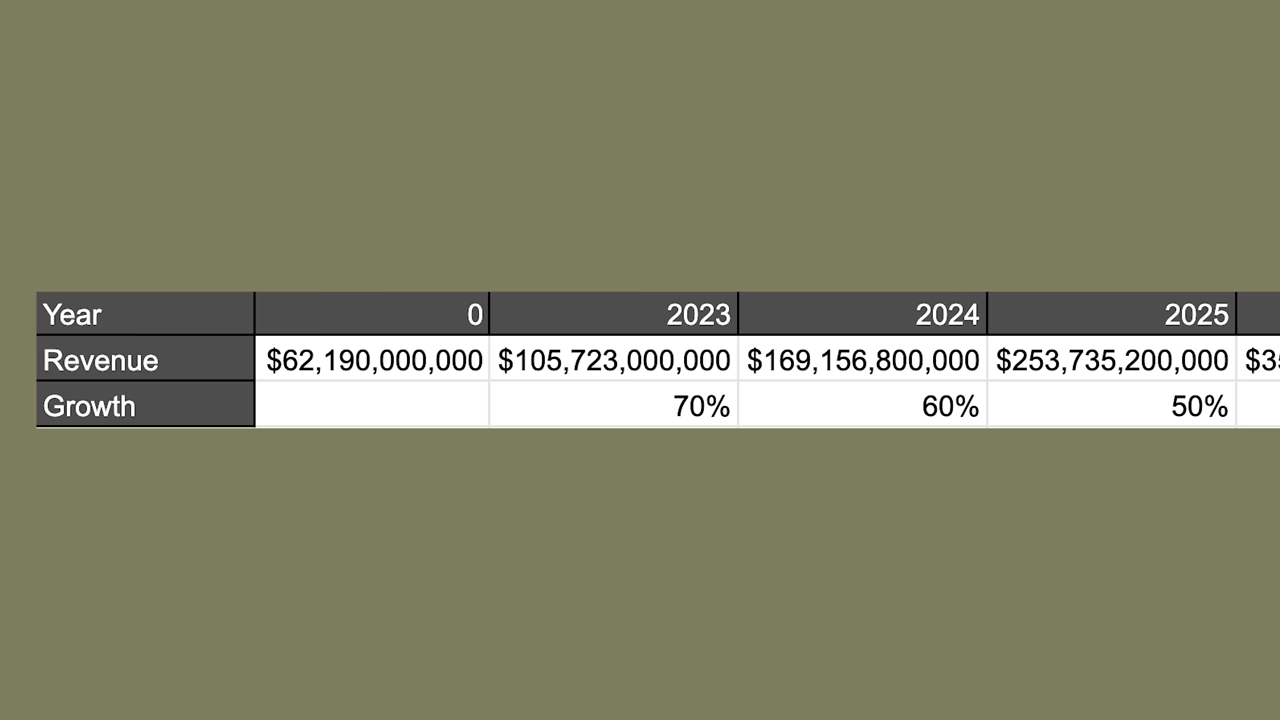 Year 0 2023 2024 2025
Revenue $62,190,000,000 $105,723,000,000 $169,156,800,000 $253,735,200,000
Growth 70% 60% 50%